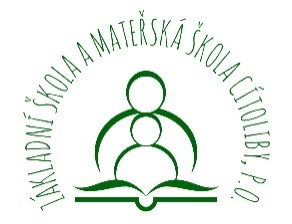 ZÁKLADNÍ ŠKOLA A MATEŘSKÁ ŠKOLA CÍTOLIBY, P.O.